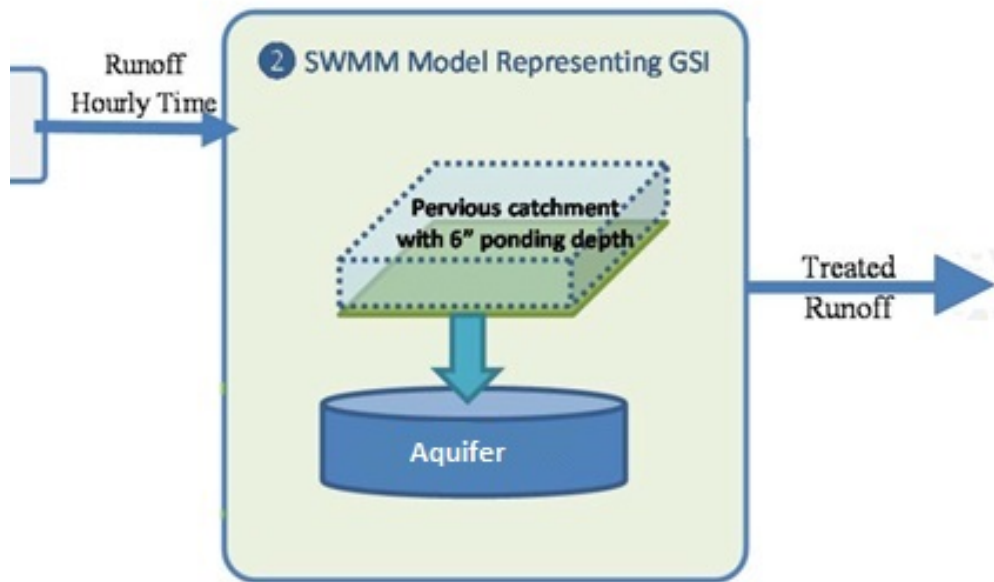 Runoff
Hourly Time
2 SWMM Model Representing GSI
Pervious catchment
with 6” ponding depth
Treated
Runoff
Aquifer